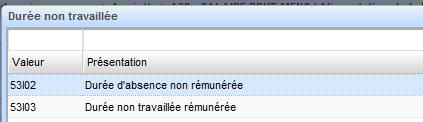 Durée non travaillée
Valeur Présentation
53I02 Durée d'absence non rémunérée
53I03 Durée non travaillée rémunérée